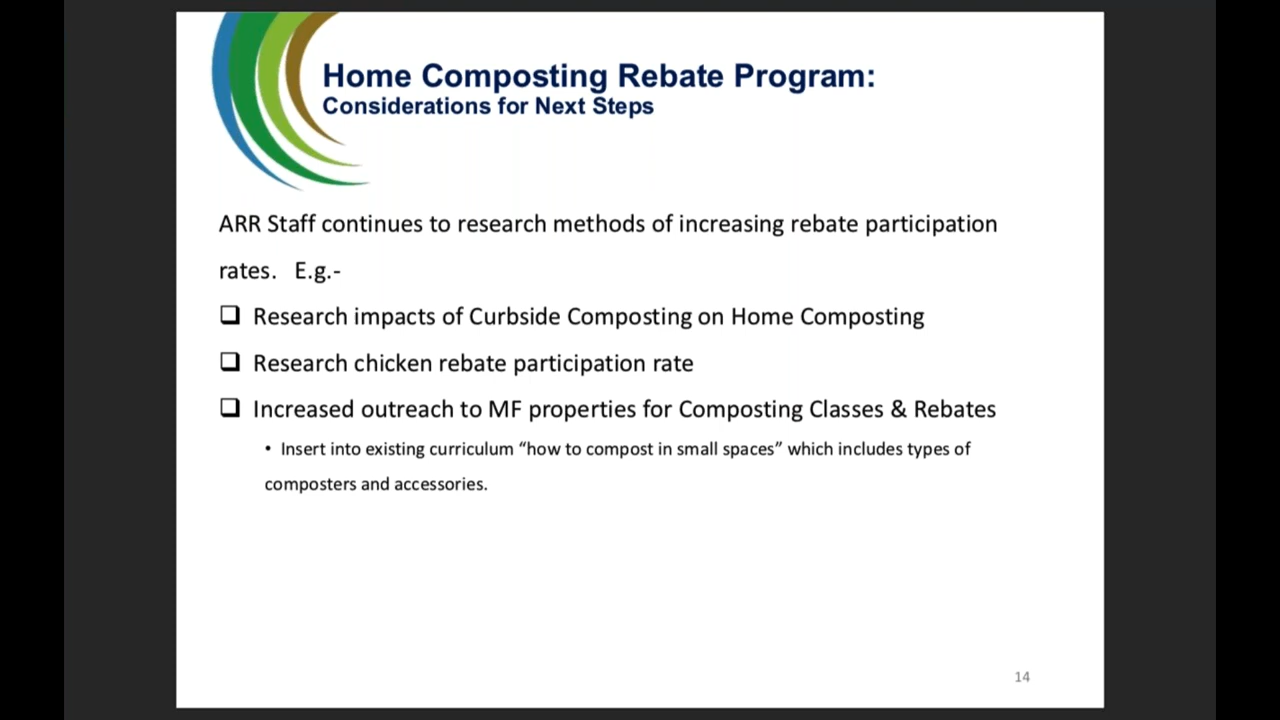 Home Composting Rebate Program:
Considerations for Next Steps
ARR Staff continues to research methods of increasing rebate participation
rates. E.g.-
❑ Research impacts of Curbside Composting on Home Composting
❑ Research chicken rebate participation rate
❑ Increased outreach to MF properties for Composting Classes & Rebates
• Insert into existing curriculum “how to compost in small spaces” which includes types of
composters and accessories.
14